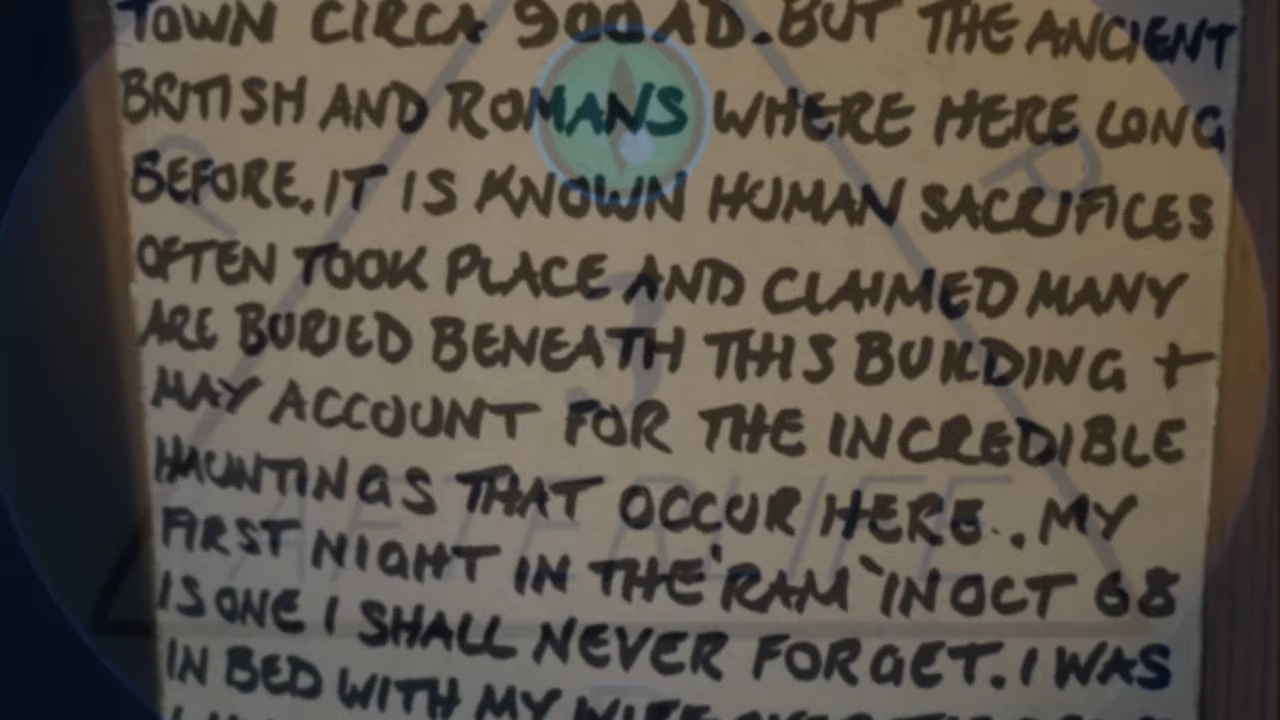 TOWN CIRCA 900 AD. BUT THE ANCIENT
BRITISH AND ROMANS WHERE HERE LONG
BEFORE. IT IS KNOWN HUMAN SACRIFICES
OFTEN TOOK PLACE AND CLAIMED MANY
ARE BURIED BENEATH THIS BUILDING +
MAY ACCOUNT FOR THE INCREDIBLE
HAUNTINGS THAT OCCUR HERE.. MY
FIRST NIGHT IN THE 'RAM' IN OCT 68
IS ONE I SHALL NEVER FORGET. I WAS
IN BED WITH MY WIFE
AFTERLIFE